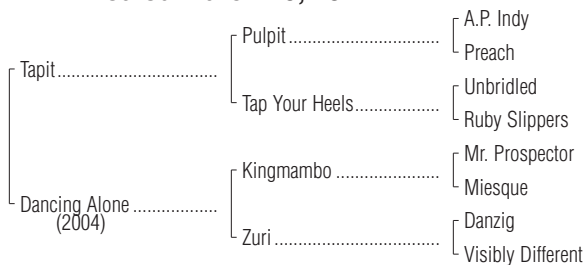 Pulpit
A.P. Indy
Preach
Tapit
Tap Your Heels
Unbridled
Ruby Slippers
Kingmambo
Mr. Prospector
Miesque
Dancing Alone
(2004)
Zuri
Danzig
Visibly Different